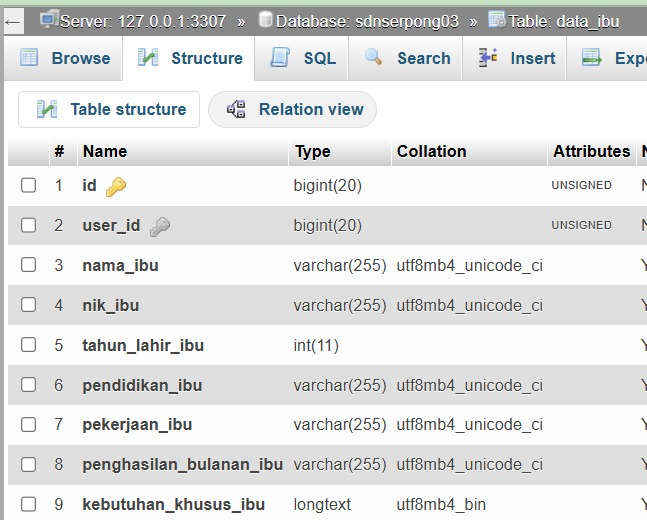 Server: 127.0.0.1:3307 » Database: sdnserpong03 » Table: data_ibu
Browse Structure SQL Search Insert Expo
Table structure Relation view
# Name Type Collation Attributes N
1 id bigint(20) UNSIGNED N
2 user_id bigint(20) UNSIGNED N
3 nama_ibu varchar(255) utf8mb4_unicode_ci Y
4 nik_ibu varchar(255) utf8mb4_unicode_ci Y
5 tahun_lahir_ibu int(11) Y
6 pendidikan_ibu varchar(255) utf8mb4_unicode_ci Y
7 pekerjaan_ibu varchar(255) utf8mb4_unicode_ci Y
8 penghasilan_bulanan_ibu varchar(255) utf8mb4_unicode_ci Y
9 kebutuhan_khusus_ibu longtext utf8mb4_bin Y